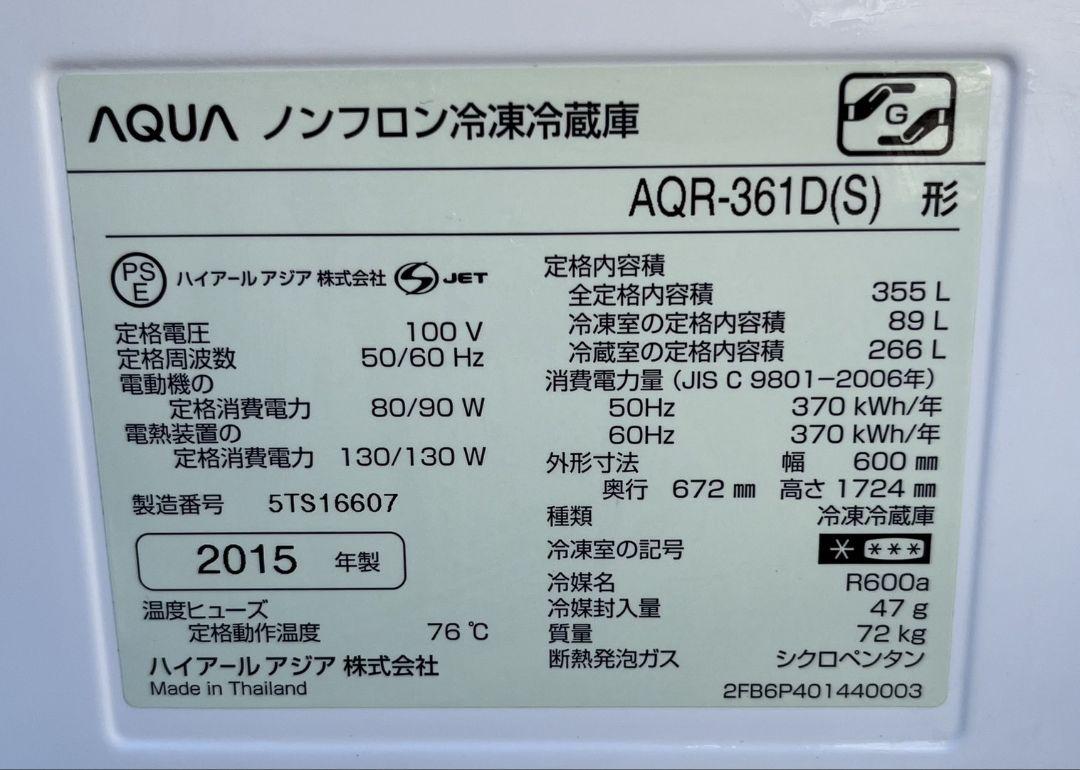 AQUA ノンフロン冷凍冷蔵庫
G
AQR-361D(S) 形
PS
E
ハイアール アジア 株式会社 S JET
定格電圧 100 V
定格周波数 50/60 Hz
電動機の
定格消費電力 80/90 W
電熱装置の
定格消費電力 130/130 W
製造番号 5TS16607
2015 年製
温度ヒューズ
定格動作温度 76 ℃
ハイアール アジア 株式会社
Made in Thailand
定格内容積
全定格内容積 355 L
冷凍室の定格内容積 89 L
冷蔵室の定格内容積 266 L
消費電力量 (JIS C 9801−2006年)
50Hz 370 kWh/年
60Hz 370 kWh/年
外形寸法 幅 600 ㎜
奥行 672 ㎜ 高さ 1724 ㎜
種類 冷凍冷蔵庫
冷凍室の記号 * ***
冷媒名 R600a
冷媒封入量 47 g
質量 72 kg
断熱発泡ガス シクロペンタン
2FB6P401440003